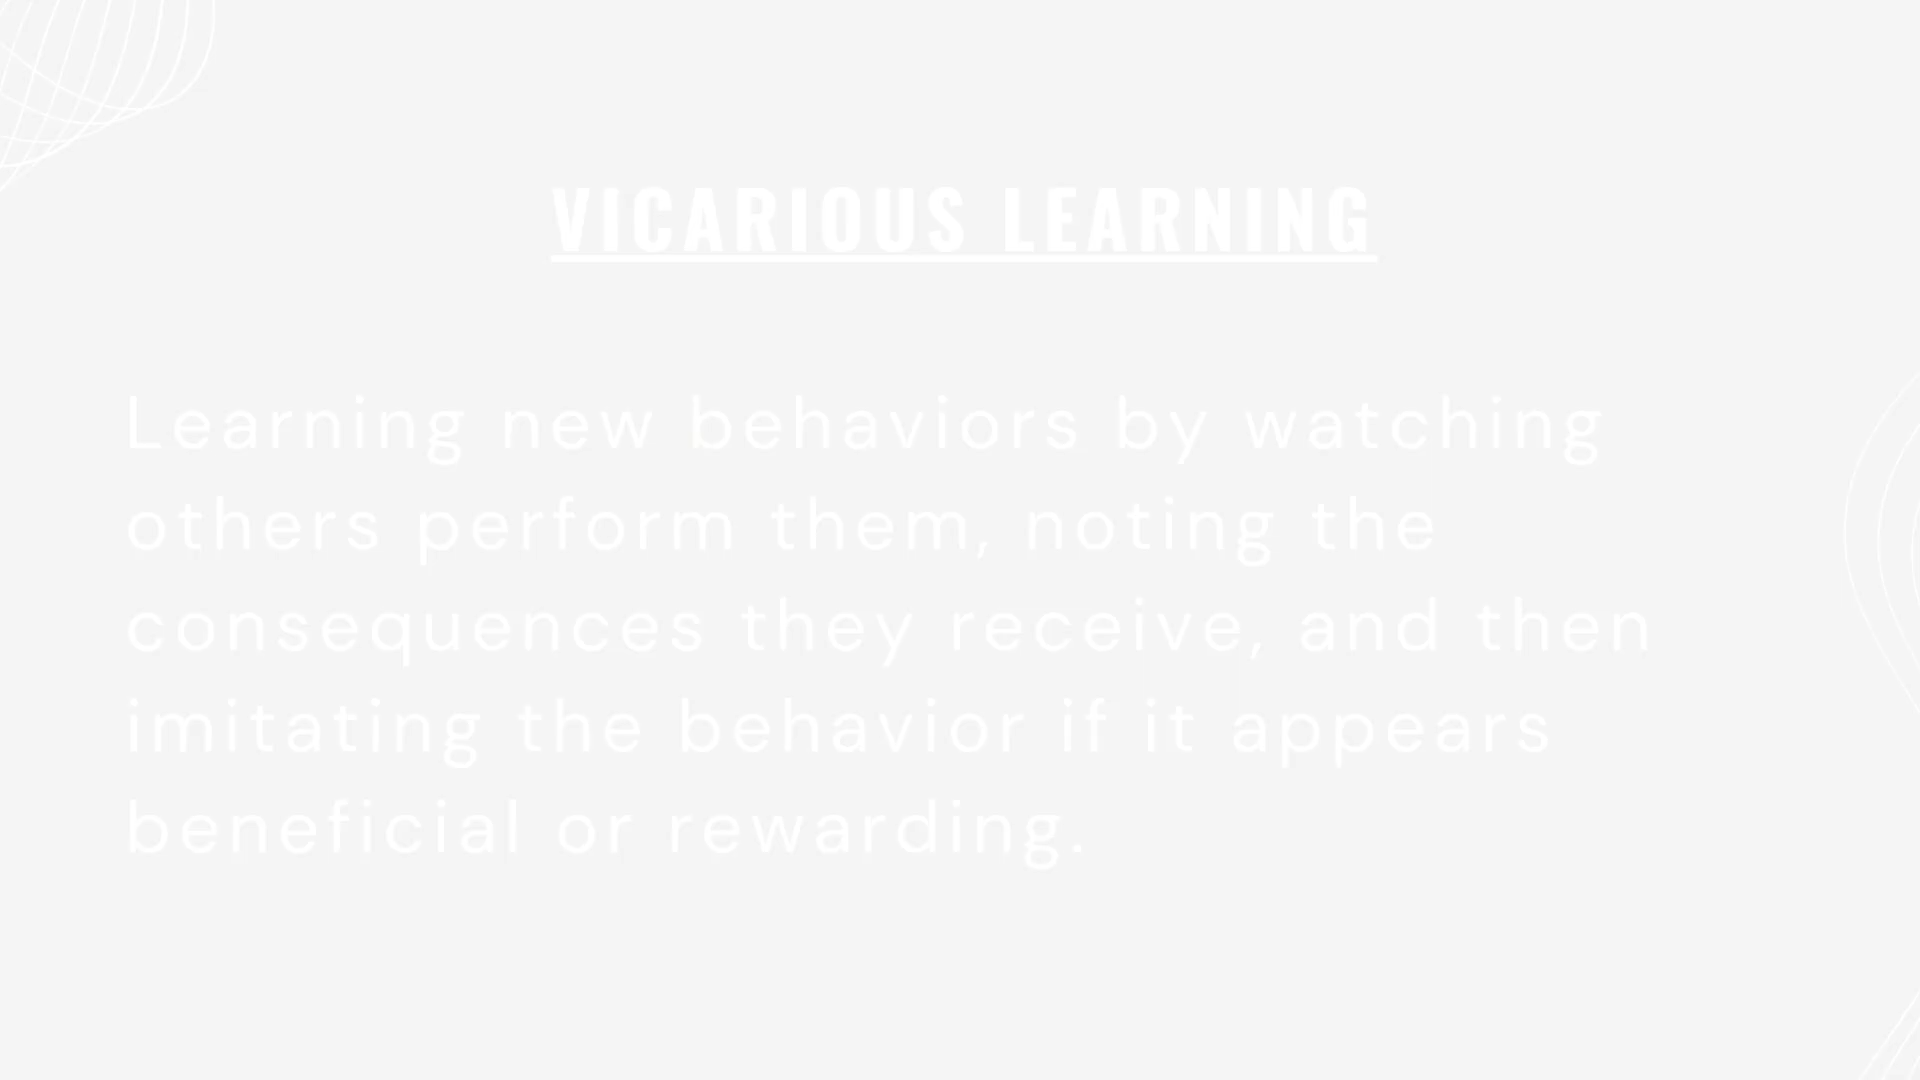 VICARIOUS LEARNING
Learning new behaviors by watching
others perform them, noting the
consequences they receive, and then
imitating the behavior if it appears
beneficial or rewarding.